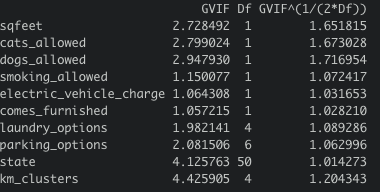 GVIF Df GVIF^(1/(2*Df))
sqfeet 2.728492 1 1.651815
cats_allowed 2.799024 1 1.673028
dogs_allowed 2.947930 1 1.716954
smoking_allowed 1.150077 1 1.072417
electric_vehicle_charge 1.064308 1 1.031653
comes_furnished 1.057215 1 1.028210
laundry_options 1.982141 4 1.089286
parking_options 2.081506 6 1.062996
state 4.125763 50 1.014273
km_clusters 4.425905 4 1.204343